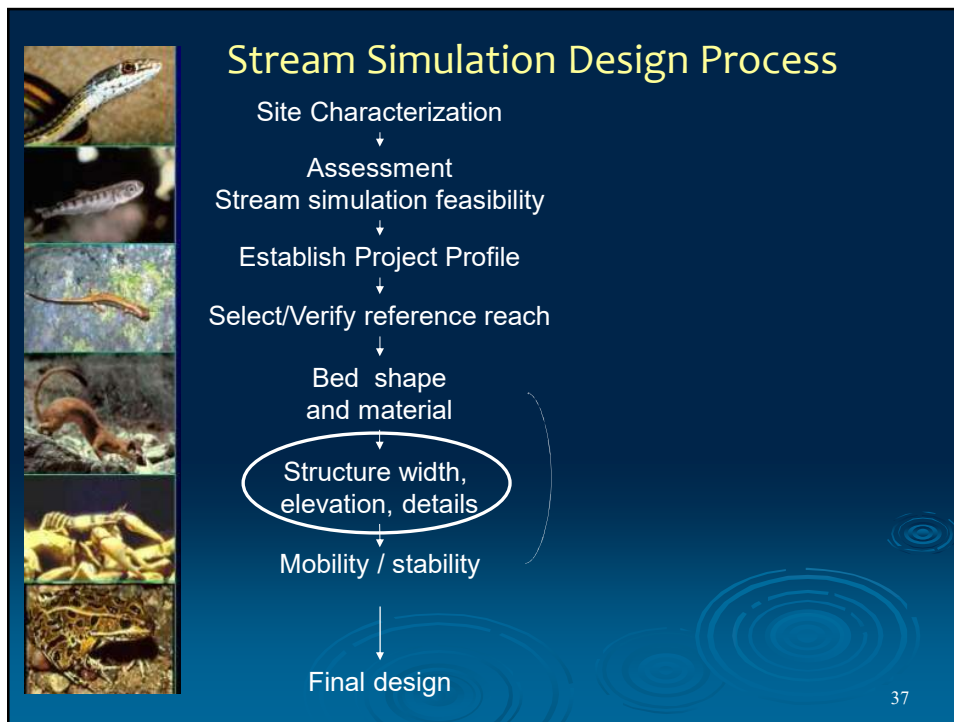 Stream Simulation Design Process
Site Characterization
Assessment
Stream simulation feasibility
Establish Project Profile
Select/Verify reference reach
Bed shape
and material
Structure width,
elevation, details
Mobility / stability
Final design
37